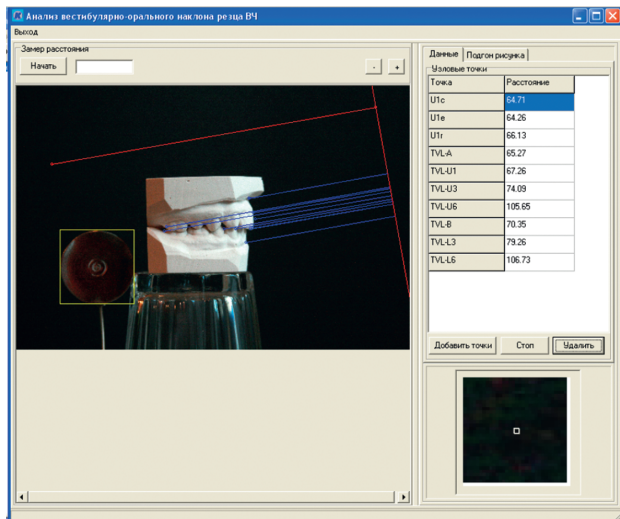 Анализ вестибулярно-орального наклона резца ВЧ
Выход
Замер расстояния
Начать
- +
Данные Подгон рисунка
Узловые точки
Точка Расстояние
U1c 64.71
U1e 64.26
U1r 66.13
TVL-A 65.27
TVL-U1 67.26
TVL-U3 74.09
TVL-U6 105.65
TVL-B 70.35
TVL-L3 79.26
TVL-L6 106.73
Добавить точки Стоп Удалить